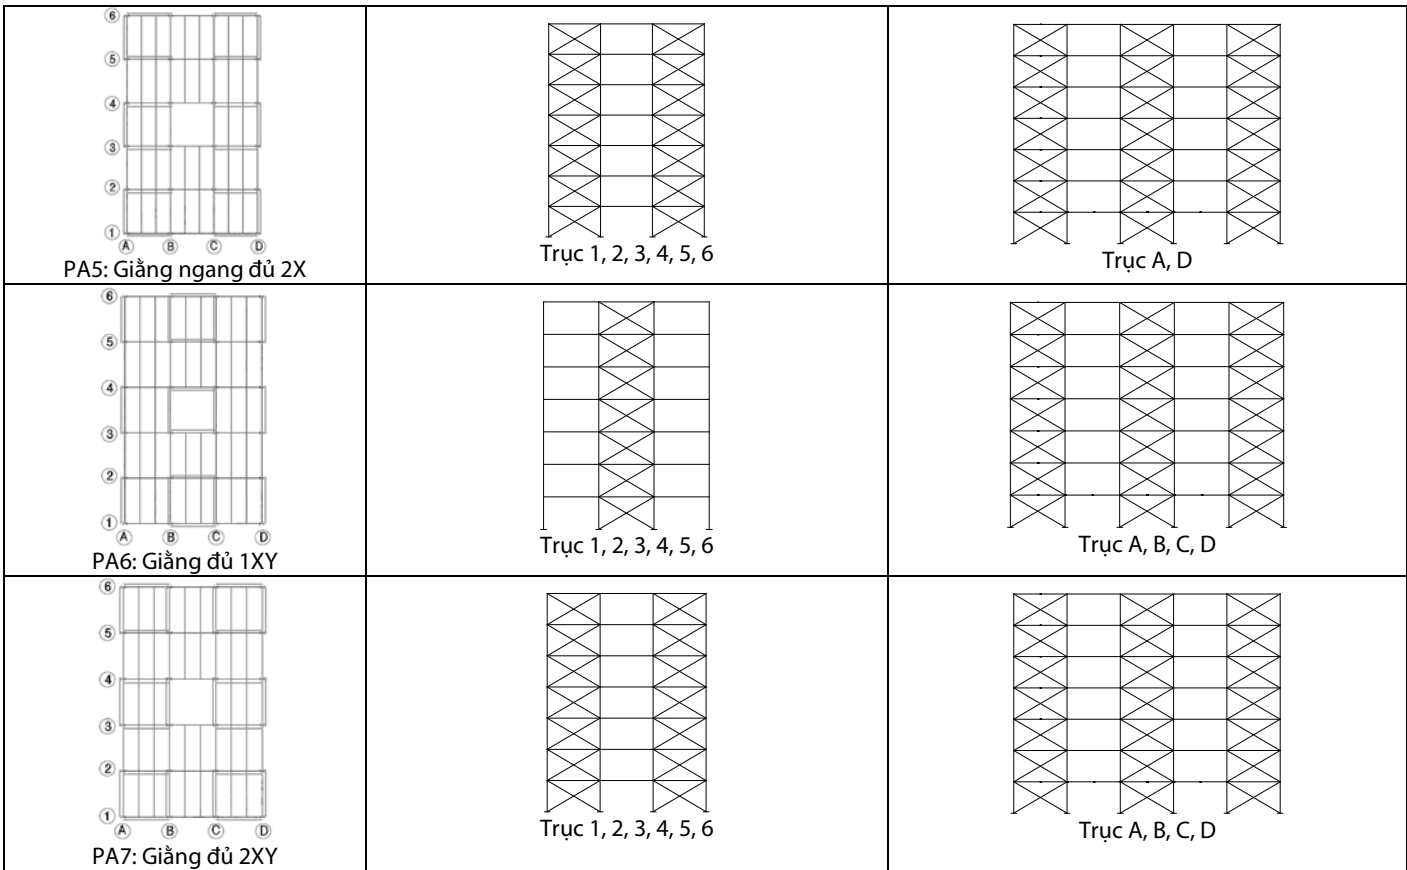 6
5
4
3
2
1
A B C D
PA5: Giằng ngang đủ 2X
Trục 1, 2, 3, 4, 5, 6
Trục A, D
6
5
4
3
2
1
A B C D
PA6: Giằng đủ 1XY
Trục 1, 2, 3, 4, 5, 6
Trục A, B, C, D
6
5
4
3
2
1
A B C D
PA7: Giằng đủ 2XY
Trục 1, 2, 3, 4, 5, 6
Trục A, B, C, D